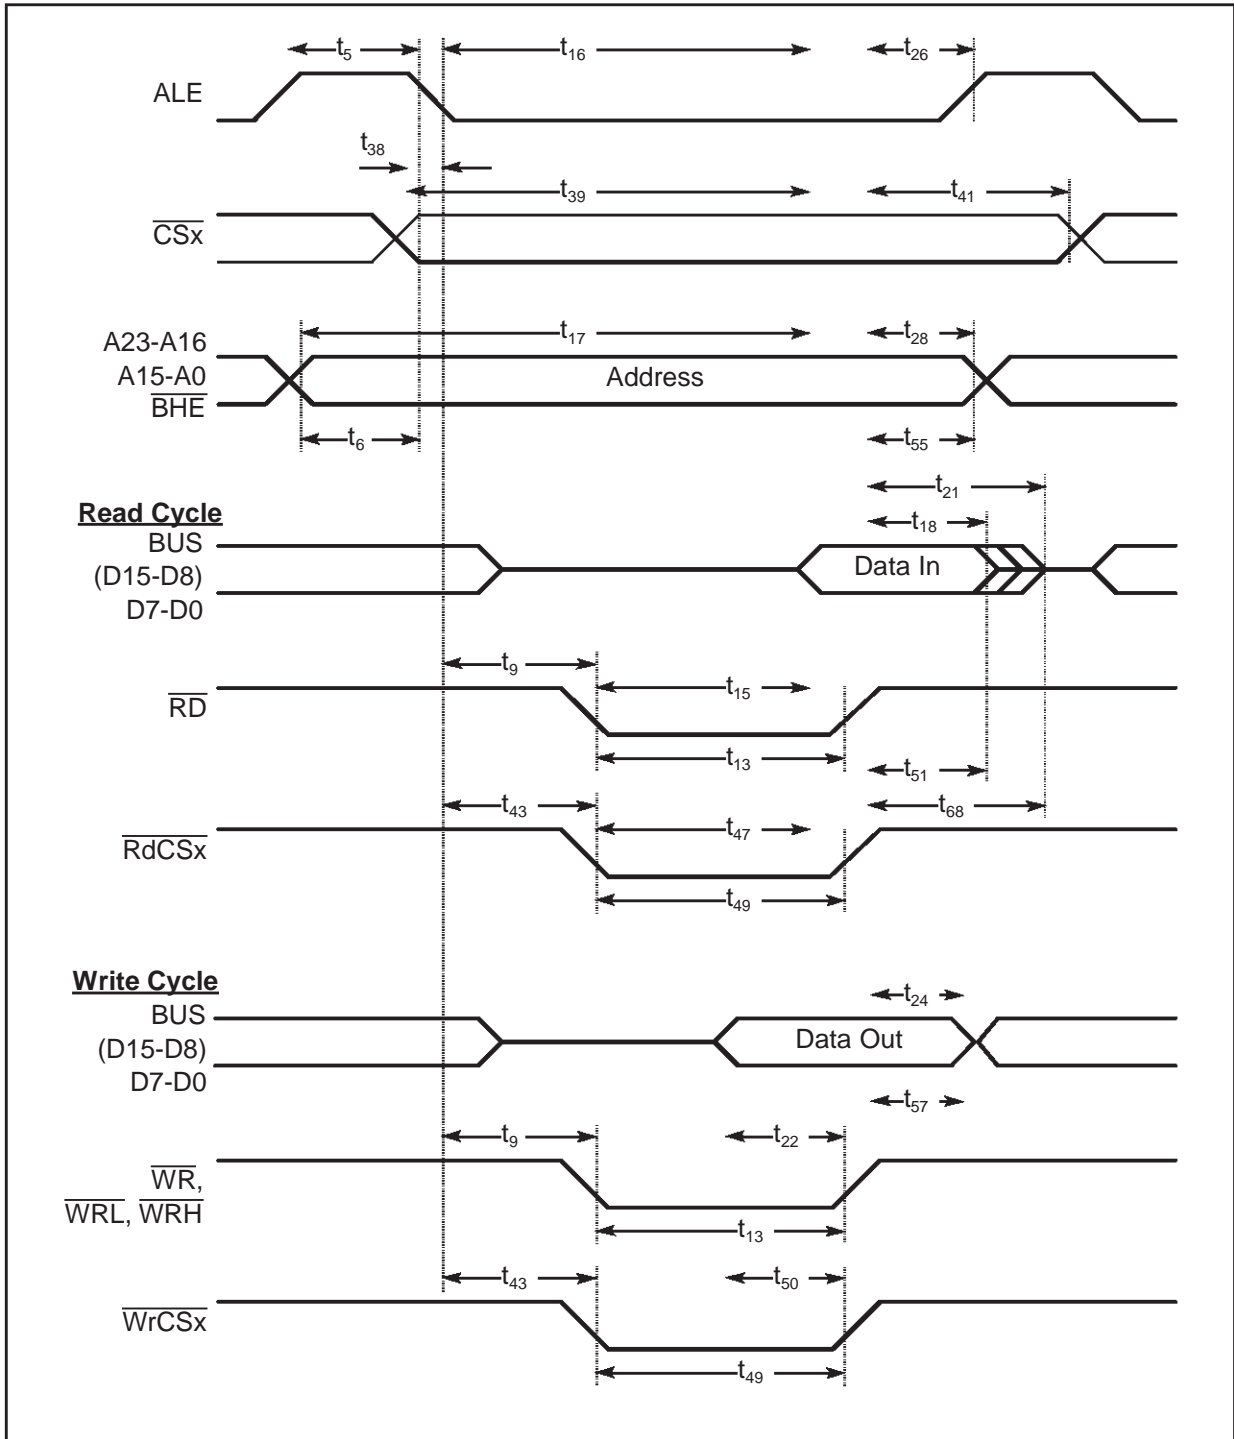 t5 t16 t26
ALE
t38
t39 t41
CSx
t17 t28
A23-A16
A15-A0
BHE
Address
t6 t55
t21
t18
Read Cycle
BUS
(D15-D8)
D7-D0
Data In
t9
t15
RD
t13 t51
t43 t68
t47
RdCSx
t49
Write Cycle
t24
BUS
(D15-D8)
D7-D0
Data Out
t57
t9 t22
WR,
WRL, WRH
t13
t43 t50
WrCSx
t49